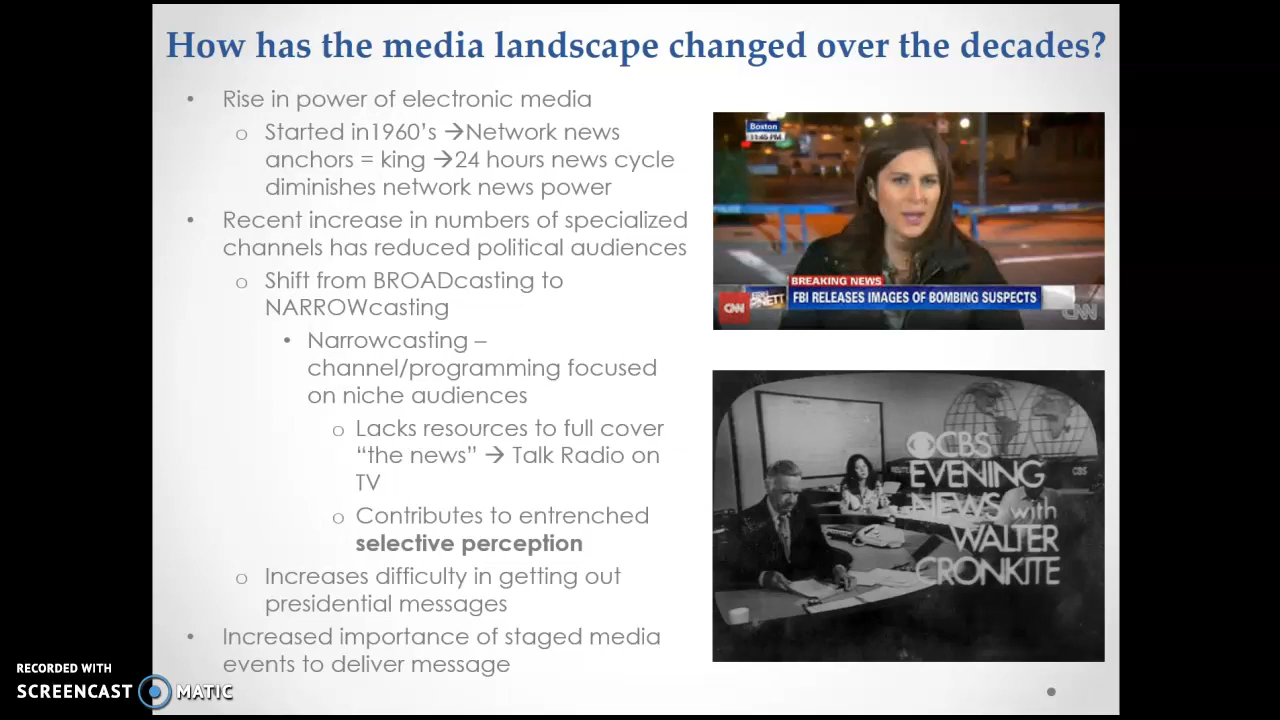 How has the media landscape changed over the decades?
• Rise in power of electronic media
o Started in1960’s →Network news
anchors = king →24 hours news cycle
diminishes network news power
• Recent increase in numbers of specialized
channels has reduced political audiences
o Shift from BROADcasting to
NARROWcasting
• Narrowcasting –
channel/programming focused
on niche audiences
o Lacks resources to full cover
“the news” → Talk Radio on
TV
o Contributes to entrenched
selective perception
o Increases difficulty in getting out
presidential messages
• Increased importance of staged media
events to deliver message
Boston
11:45 PM
BREAKING NEWS
FBI RELEASES IMAGES OF BOMBING SUSPECTS
CNN
CNN
CBS
EVENING
NEWS with
WALTER
CRONKITE
CBS
RECORDED WITH
SCREENCAST MATIC